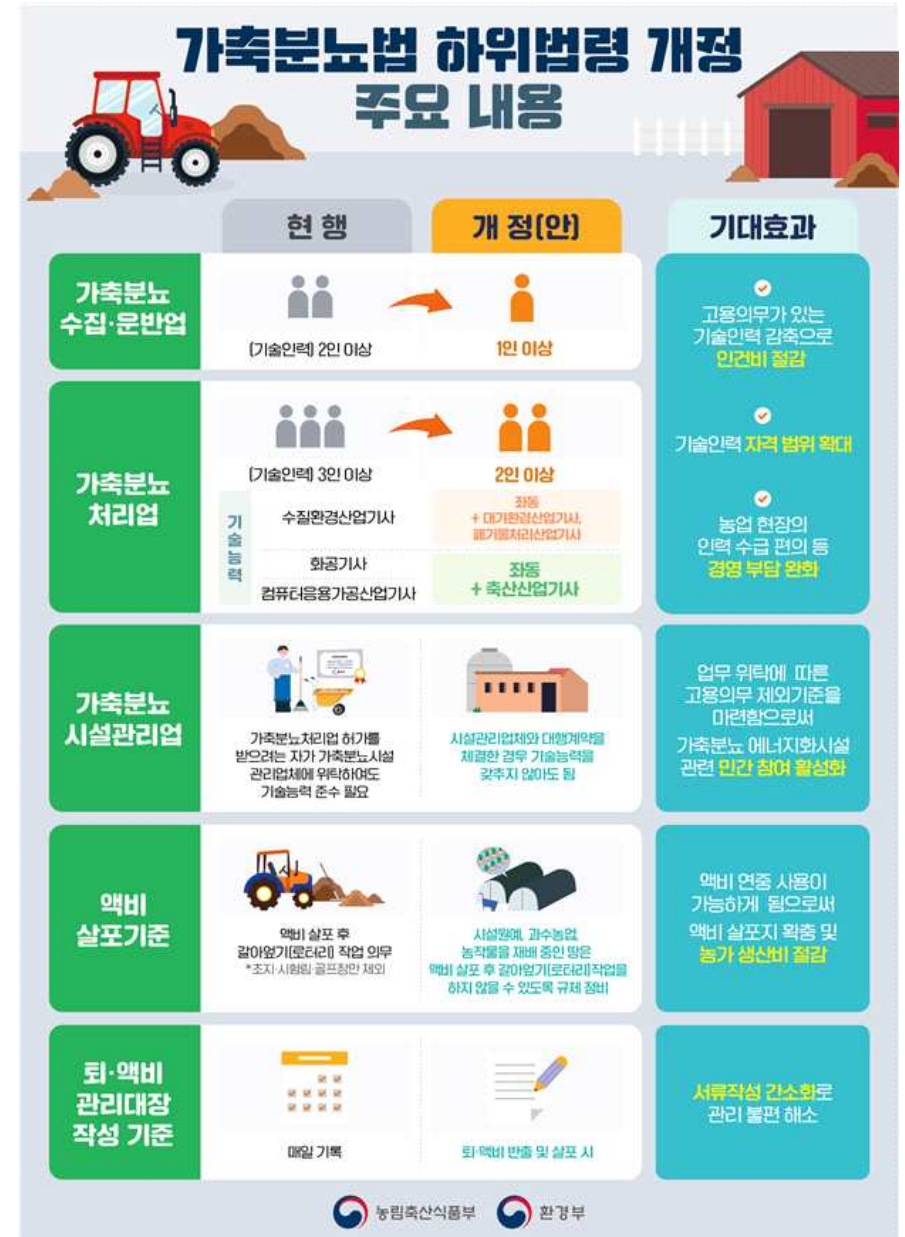 가축분뇨법 하위법령 개정
주요 내용
현 행
개 정(안)
기대효과
가축분뇨
수집·운반업
(기술인력) 2인 이상
1인 이상
고용의무가 있는
기술인력 감축으로
인건비 절감
가축분뇨
처리업
(기술인력) 3인 이상
2인 이상
기술능력
수질환경산업기사
좌동
+ 대기환경산업기사,
폐기물처리산업기사
화공기사
컴퓨터응용가공산업기사
좌동
+ 축산산업기사
기술인력 자격 범위 확대
농업 현장의
인력 수급 편의 등
경영 부담 완화
가축분뇨
시설관리업
가축분뇨처리업 허가를
받으려는 자가 가축분뇨시설
관리업체에 위탁하여도
기술능력 준수 필요
시설관리업체와 대행계약을
체결한 경우 기술능력을
갖추지 않아도 됨
업무 위탁에 따른
고용의무 제외기준을
마련함으로써
가축분뇨 에너지화시설
관련 민간 참여 활성화
액비
살포기준
액비 살포 후
갈아엎기(로터리) 작업 의무
*초지·시험림·골프장만 제외
시설원예, 과수농업,
농작물을 재배 중인 땅은
액비 살포 후 갈아엎기(로터리)작업을
하지 않을 수 있도록 규제 정비
액비 연중 사용이
가능하게 됨으로써
액비 살포지 확충 및
농가 생산비 절감
퇴·액비
관리대장
작성 기준
매일 기록
퇴·액비 반출 및 살포 시
서류작성 간소화로
관리 불편 해소
농림축산식품부
환경부